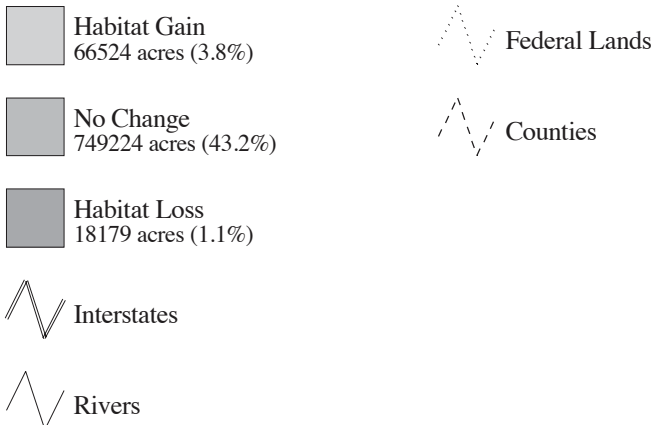 Habitat Gain
66524 acres (3.8%)
No Change
749224 acres (43.2%)
Habitat Loss
18179 acres (1.1%)
Interstates
Rivers
Federal Lands
Counties